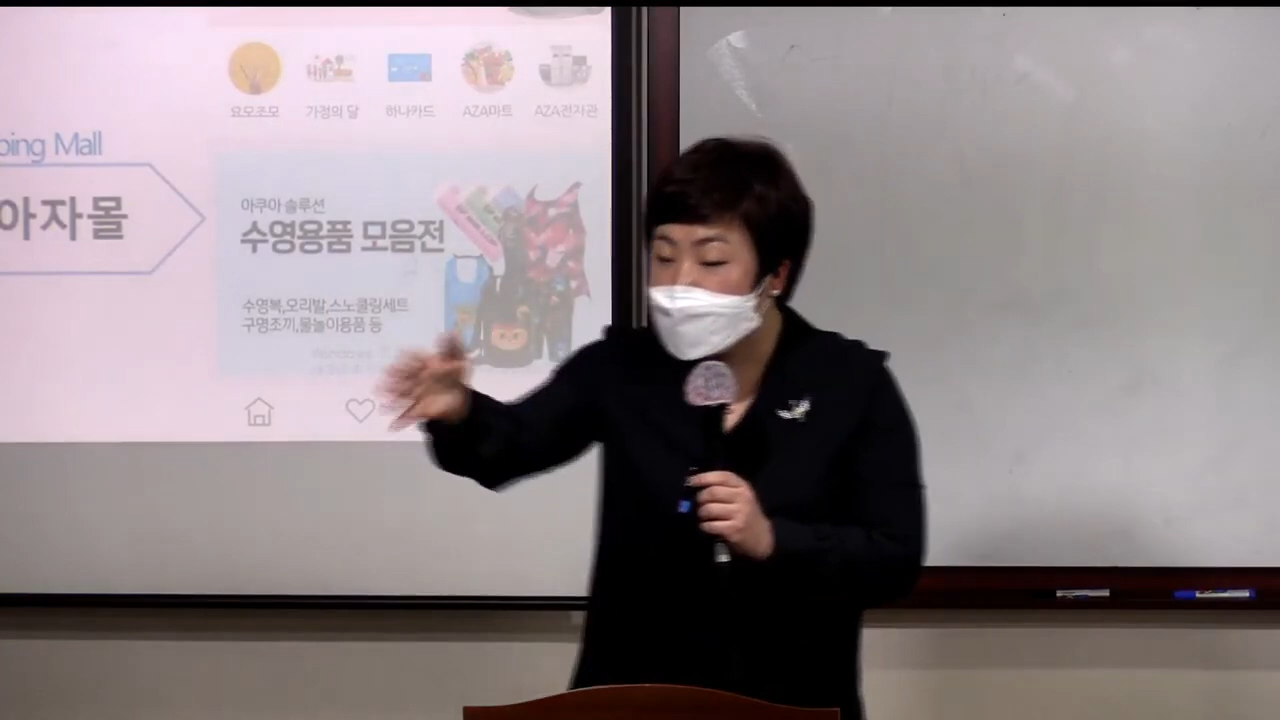 요모조모 가정의 달 하나카드 AZA마트 AZA전자관
ping Mall
아자몰
아쿠아 솔루션
수영용품 모음전
수영복,오리발,스노쿨링세트
구명조끼,물놀이용품 등